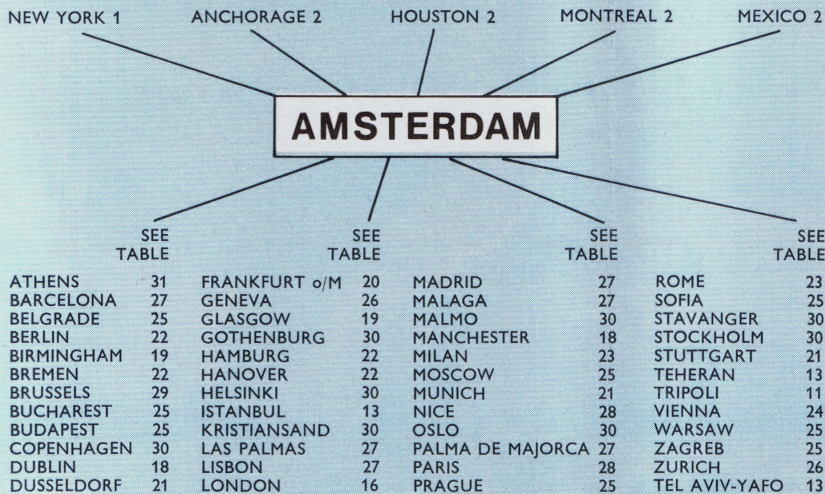 NEW YORK 1 ANCHORAGE 2 HOUSTON 2 MONTREAL 2 MEXICO 2
AMSTERDAM
SEE TABLE SEE TABLE SEE TABLE SEE TABLE
ATHENS 31 FRANKFURT o/M 20 MADRID 27 ROME 23
BARCELONA 27 GENEVA 26 MALAGA 27 SOFIA 25
BELGRADE 25 GLASGOW 19 MALMO 30 STAVANGER 30
BERLIN 22 GOTHENBURG 30 MANCHESTER 18 STOCKHOLM 30
BIRMINGHAM 19 HAMBURG 22 MILAN 23 STUTTGART 21
BREMEN 22 HANOVER 22 MOSCOW 25 TEHERAN 13
BRUSSELS 29 HELSINKI 30 MUNICH 21 TRIPOLI 11
BUCHAREST 25 ISTANBUL 13 NICE 28 VIENNA 24
BUDAPEST 25 KRISTIANSAND 30 OSLO 30 WARSAW 25
COPENHAGEN 30 LAS PALMAS 27 PALMA DE MAJORCA 27 ZAGREB 25
DUBLIN 18 LISBON 27 PARIS 28 ZURICH 26
DUSSELDORF 21 LONDON 16 PRAGUE 25 TEL AVIV-YAFO 13